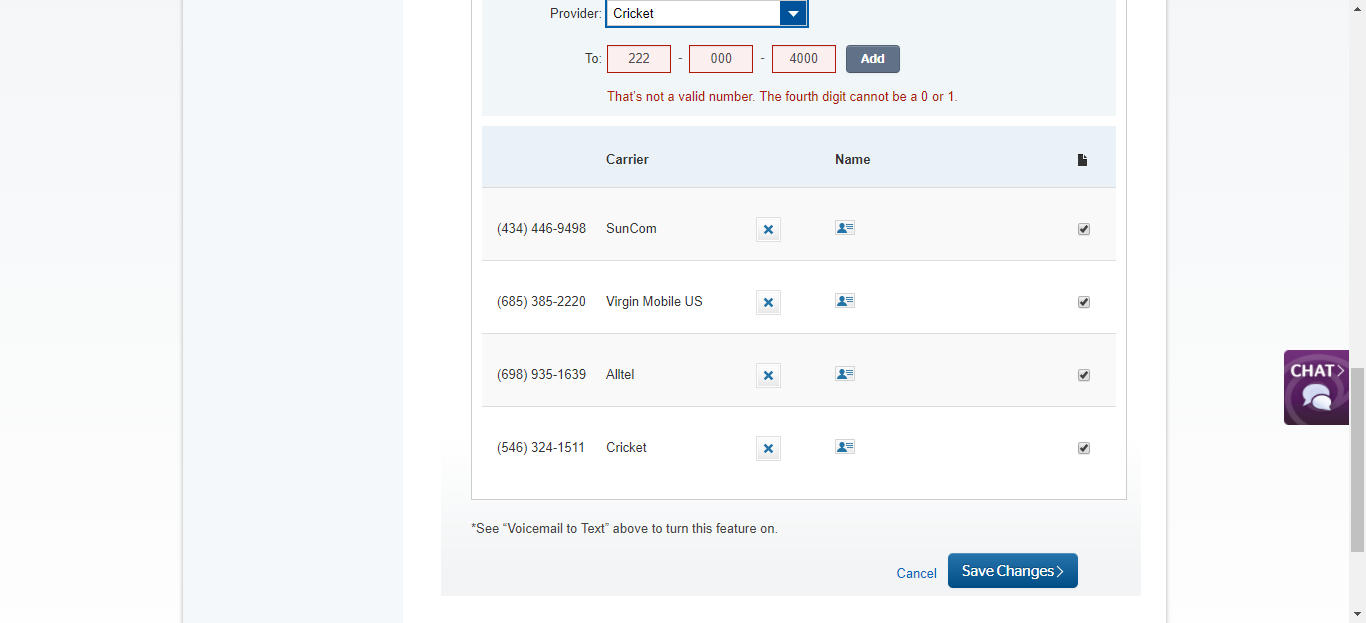 Provider: Cricket
To: 222 - 000 - 4000 Add
That's not a valid number. The fourth digit cannot be a 0 or 1.
Carrier Name
(434) 446-9498 SunCom
(685) 385-2220 Virgin Mobile US
(698) 935-1639 Alltel
CHAT
(546) 324-1511 Cricket
*See “Voicemail to Text” above to turn this feature on.
Cancel Save Changes